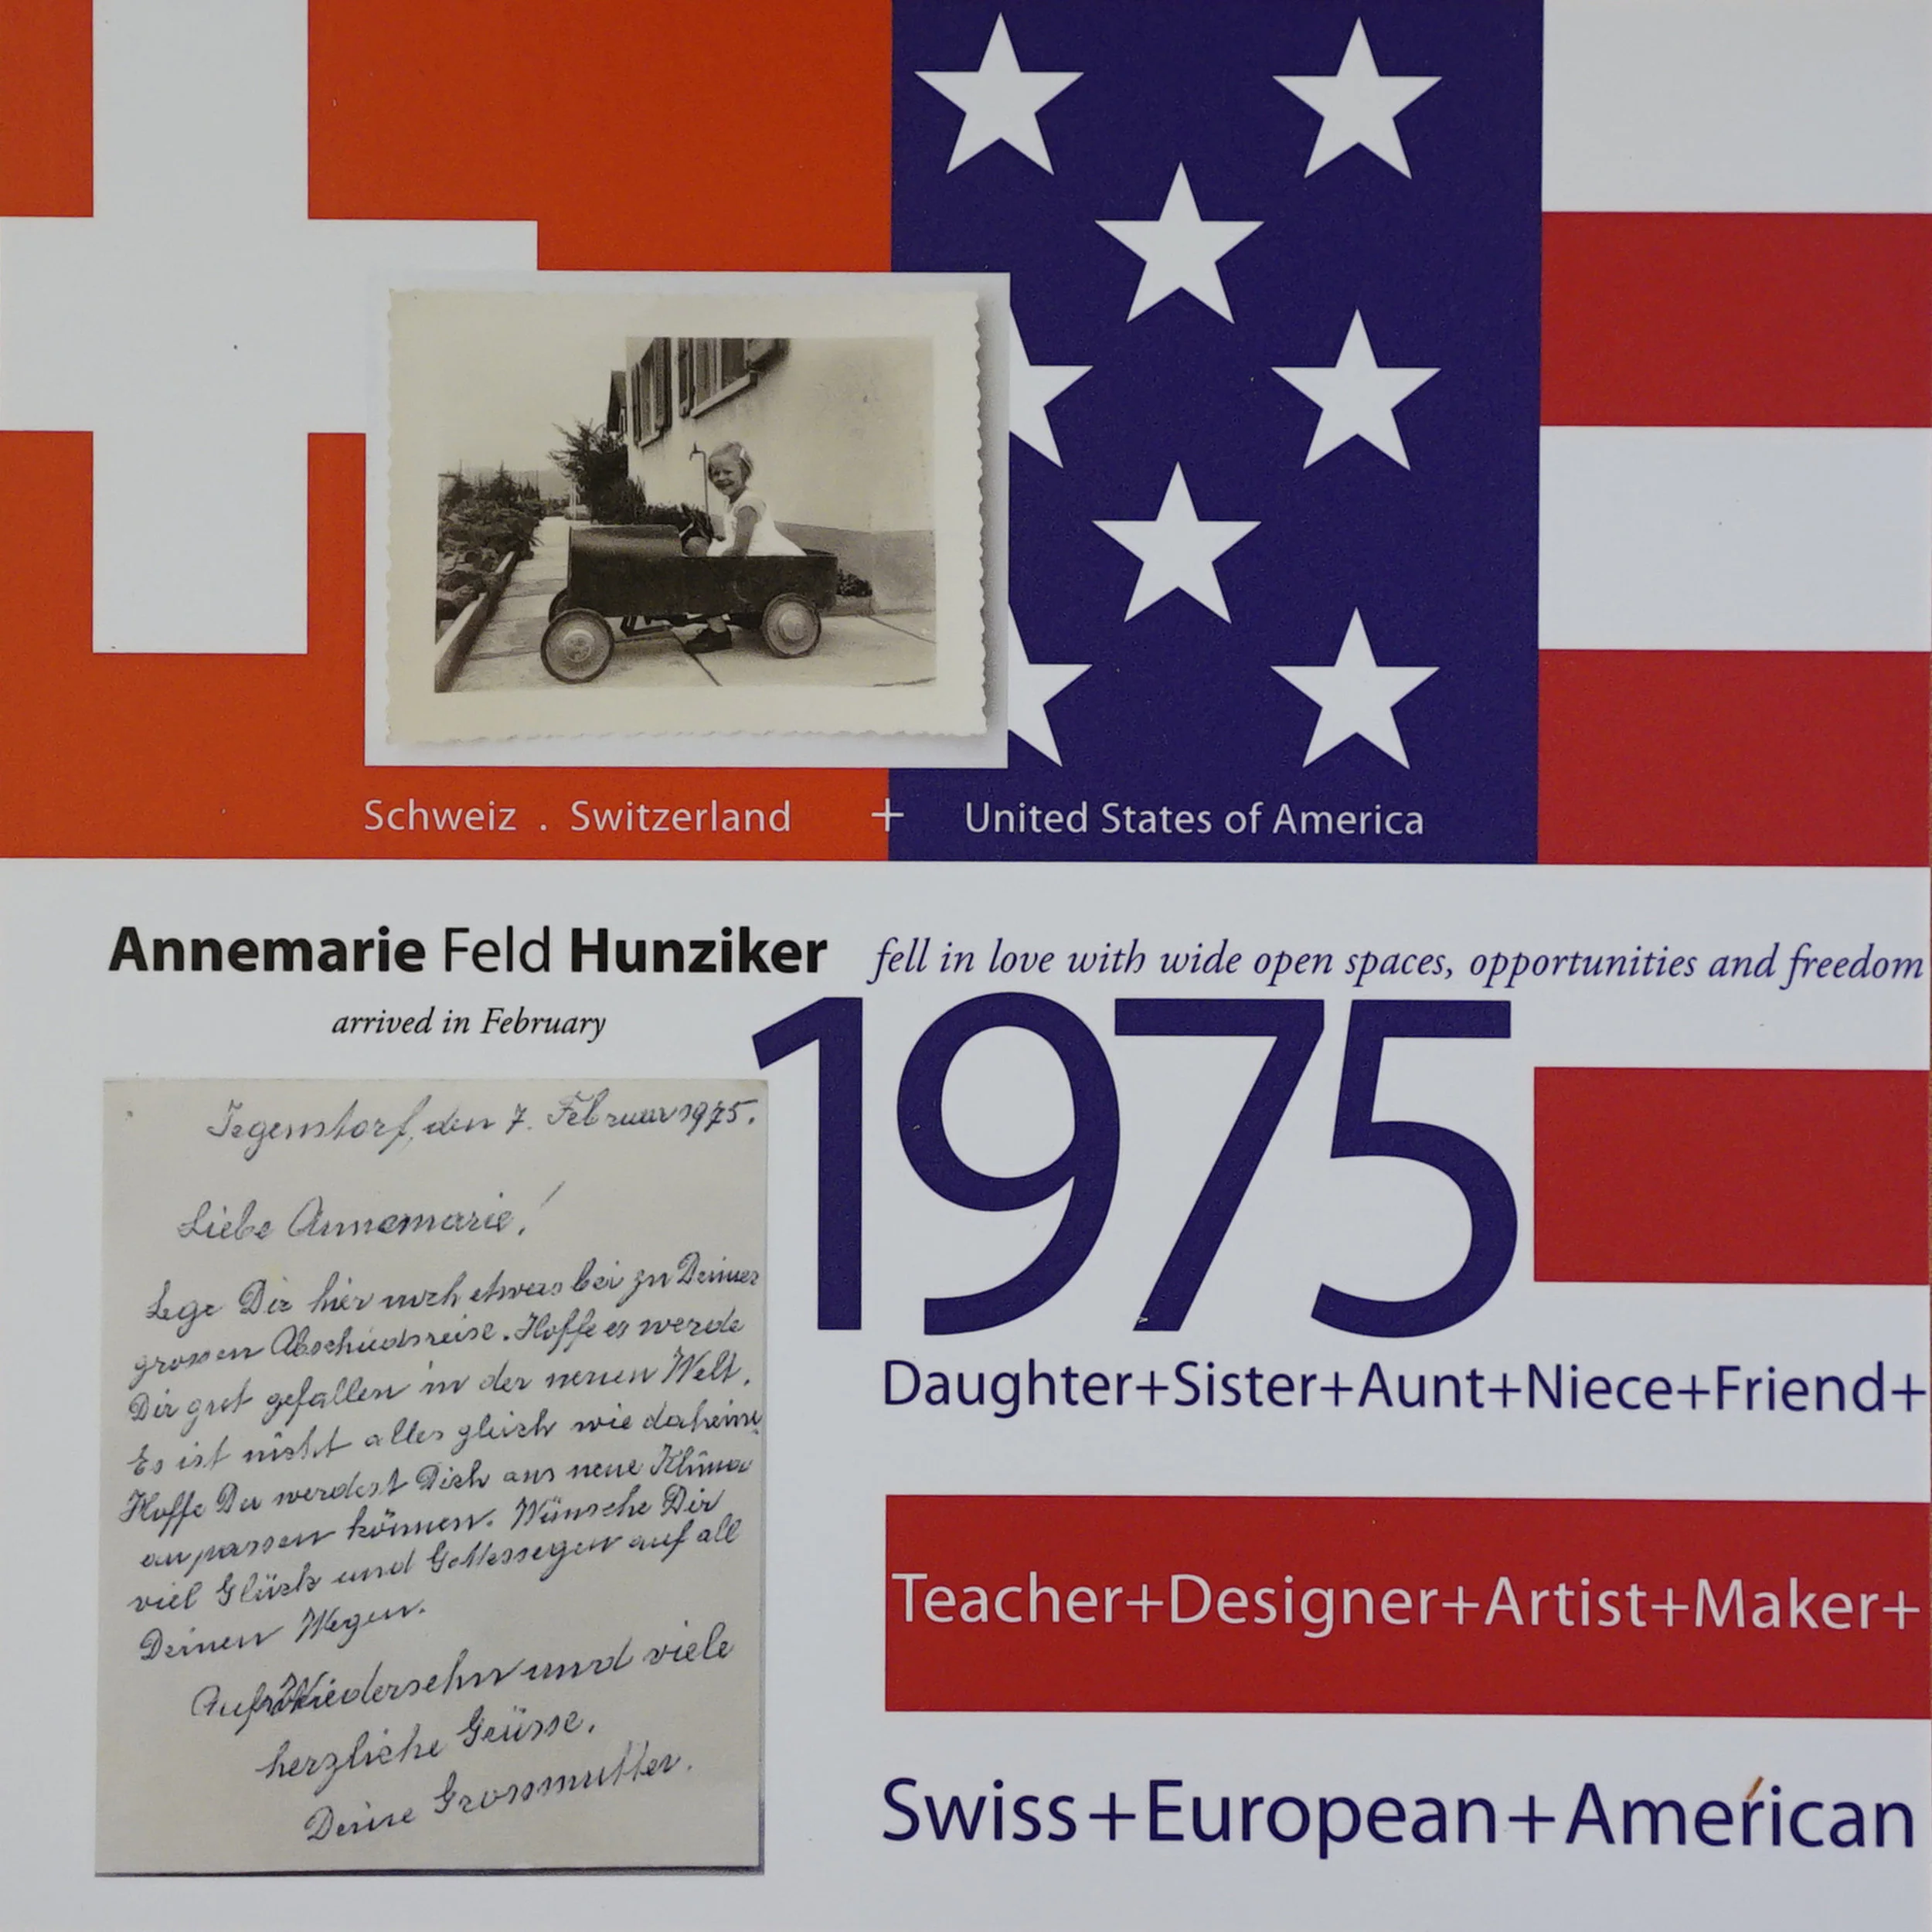 Schweiz . Switzerland + United States of America
Annemarie Feld Hunziker fell in love with wide open spaces, opportunities and freedom
arrived in February
1975
Jegenstorf, den 7. Februar 1975.
Liebe Annemarie!
Lege Dir hier noch etwas bei zu Deiner
grossen Abschiedsreise. Hoffe es werde
Dir gut gefallen in der neuen Welt.
Es ist nicht alles gleich wie daheim.
Hoffe Du werdest Dich ans neue Klima
anpassen können. Wünsche Dir
viel Glück und Gottessegen auf all
Deinen Wegen.
Auf Wiedersehn und viele
herzliche Grüsse.
Deine Grossmutter.
Daughter+Sister+Aunt+Niece+Friend+
Teacher+Designer+Artist+Maker+
Swiss+European+American